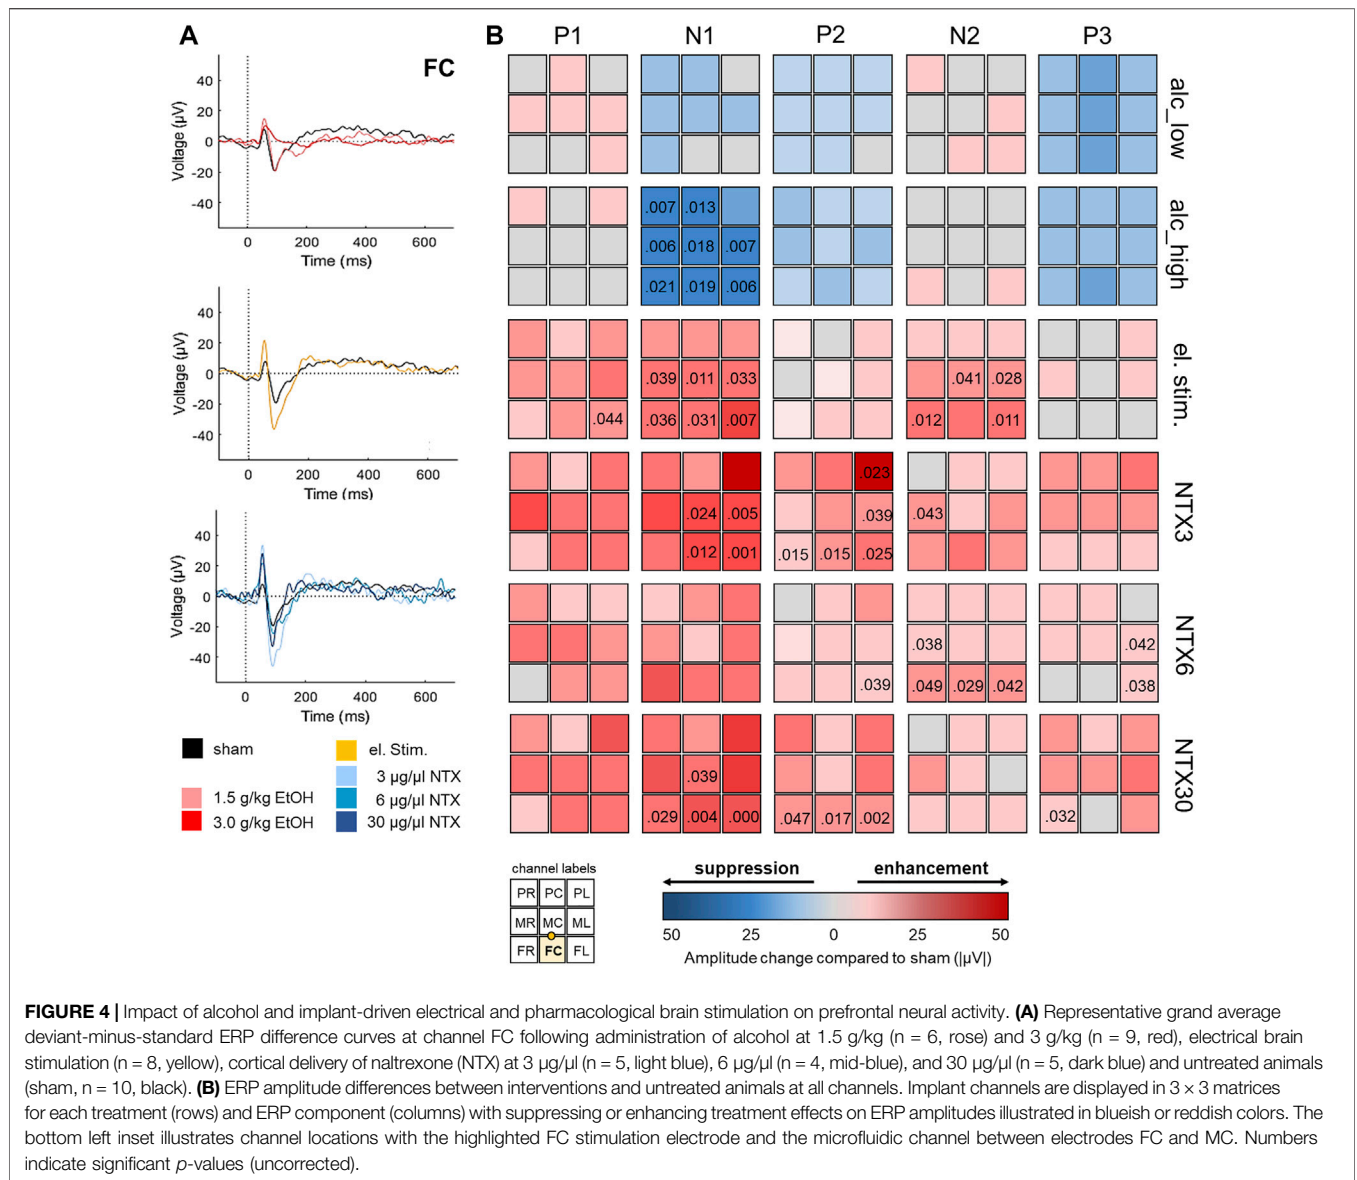 A
FC
40
20
0
-20
-40
Voltage (µV)
0 200 400 600
Time (ms)
40
20
0
-20
-40
Voltage (µV)
0 200 400 600
Time (ms)
40
20
0
-20
-40
Voltage (µV)
0 200 400 600
Time (ms)
sham
1.5 g/kg EtOH
3.0 g/kg EtOH
el. Stim.
3 µg/µl NTX
6 µg/µl NTX
30 µg/µl NTX
B
P1 N1 P2 N2 P3
alc_low
.007 .013
.006 .018 .007
.021 .019 .006
alc_high
.039 .011 .033 .041 .028
.044 .036 .031 .007 .012 .011
el. stim.
.023
.024 .005 .039 .043
.012 .001 .015 .015 .025
NTX3
.038 .042
.039 .049 .029 .042 .038
NTX6
.039
.029 .004 .000 .047 .017 .002 .032
NTX30
channel labels
PR PC PL
MR MC ML
FR FC FL
suppression enhancement
50 25 0 25 50
Amplitude change compared to sham (|µV|)
FIGURE 4 | Impact of alcohol and implant-driven electrical and pharmacological brain stimulation on prefrontal neural activity. (A) Representative grand average
deviant-minus-standard ERP difference curves at channel FC following administration of alcohol at 1.5 g/kg (n = 6, rose) and 3 g/kg (n = 9, red), electrical brain
stimulation (n = 8, yellow), cortical delivery of naltrexone (NTX) at 3 µg/µl (n = 5, light blue), 6 µg/µl (n = 4, mid-blue), and 30 µg/µl (n = 5, dark blue) and untreated animals
(sham, n = 10, black). (B) ERP amplitude differences between interventions and untreated animals at all channels. Implant channels are displayed in 3 × 3 matrices
for each treatment (rows) and ERP component (columns) with suppressing or enhancing treatment effects on ERP amplitudes illustrated in blueish or reddish colors. The
bottom left inset illustrates channel locations with the highlighted FC stimulation electrode and the microfluidic channel between electrodes FC and MC. Numbers
indicate significant p-values (uncorrected).